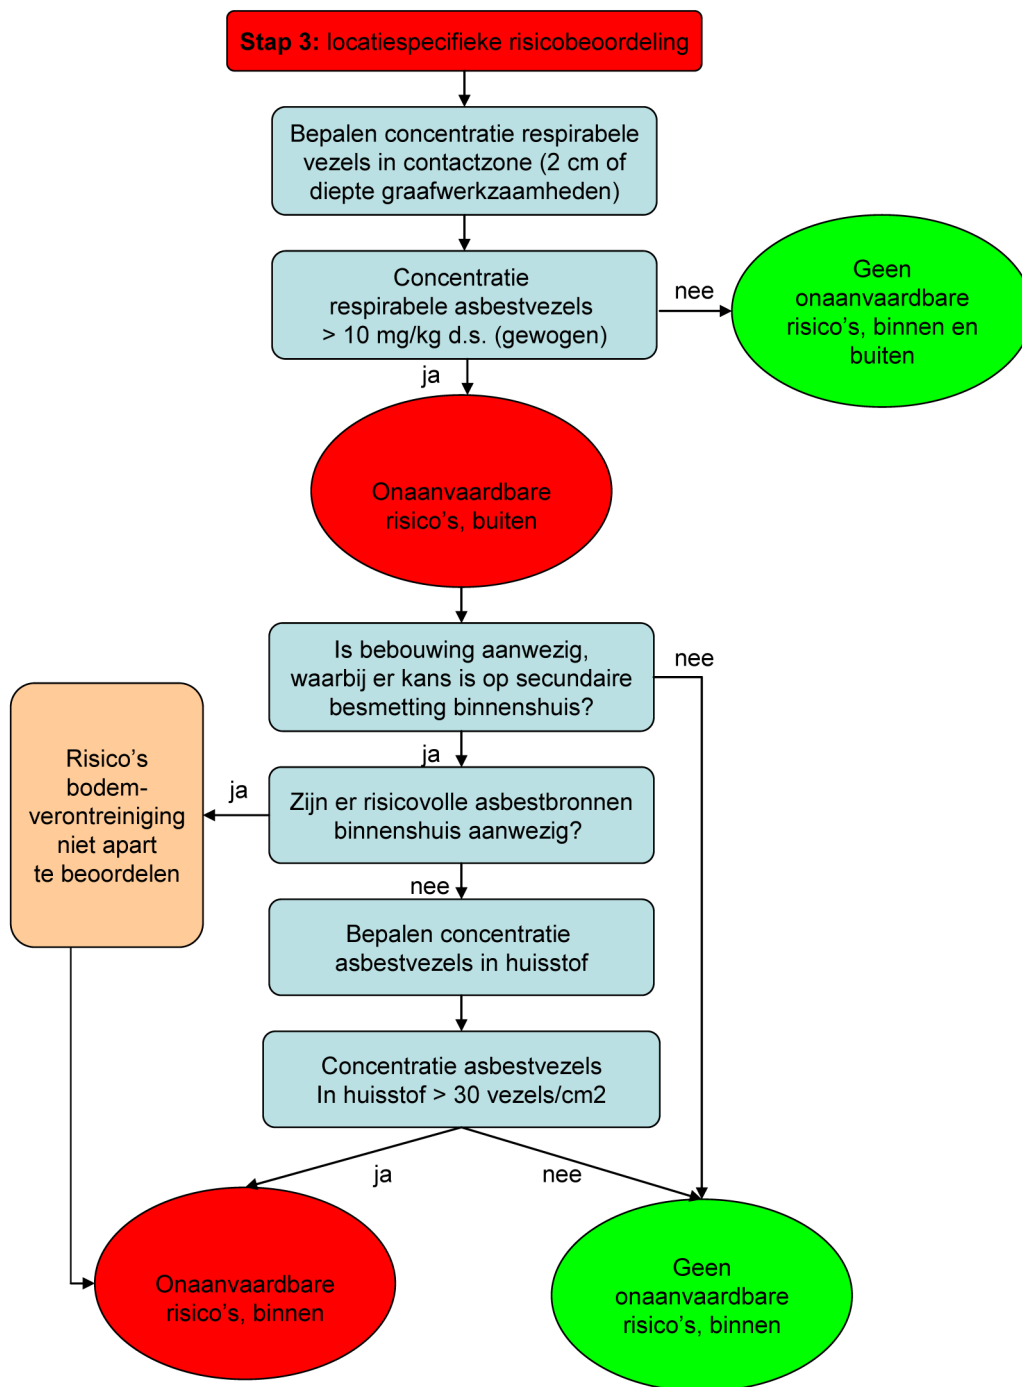 Stap 3: locatiespecifieke risicobeoordeling
Bepalen concentratie respirabele
vezels in contactzone (2 cm of
diepte graafwerkzaamheden)
Concentratie
respirabele asbestvezels
> 10 mg/kg d.s. (gewogen)
nee
Geen
onaanvaardbare
risico’s, binnen en
buiten
ja
Onaanvaardbare
risico’s, buiten
Is bebouwing aanwezig,
waarbij er kans is op secundaire
besmetting binnenshuis?
nee
ja
Zijn er risicovolle asbestbronnen
binnenshuis aanwezig?
ja
Risico’s
bodem-
verontreiniging
niet apart
te beoordelen
nee
Bepalen concentratie
asbestvezels in huisstof
Concentratie asbestvezels
In huisstof > 30 vezels/cm2
ja
nee
Onaanvaardbare
risico’s, binnen
Geen
onaanvaardbare
risico’s, binnen